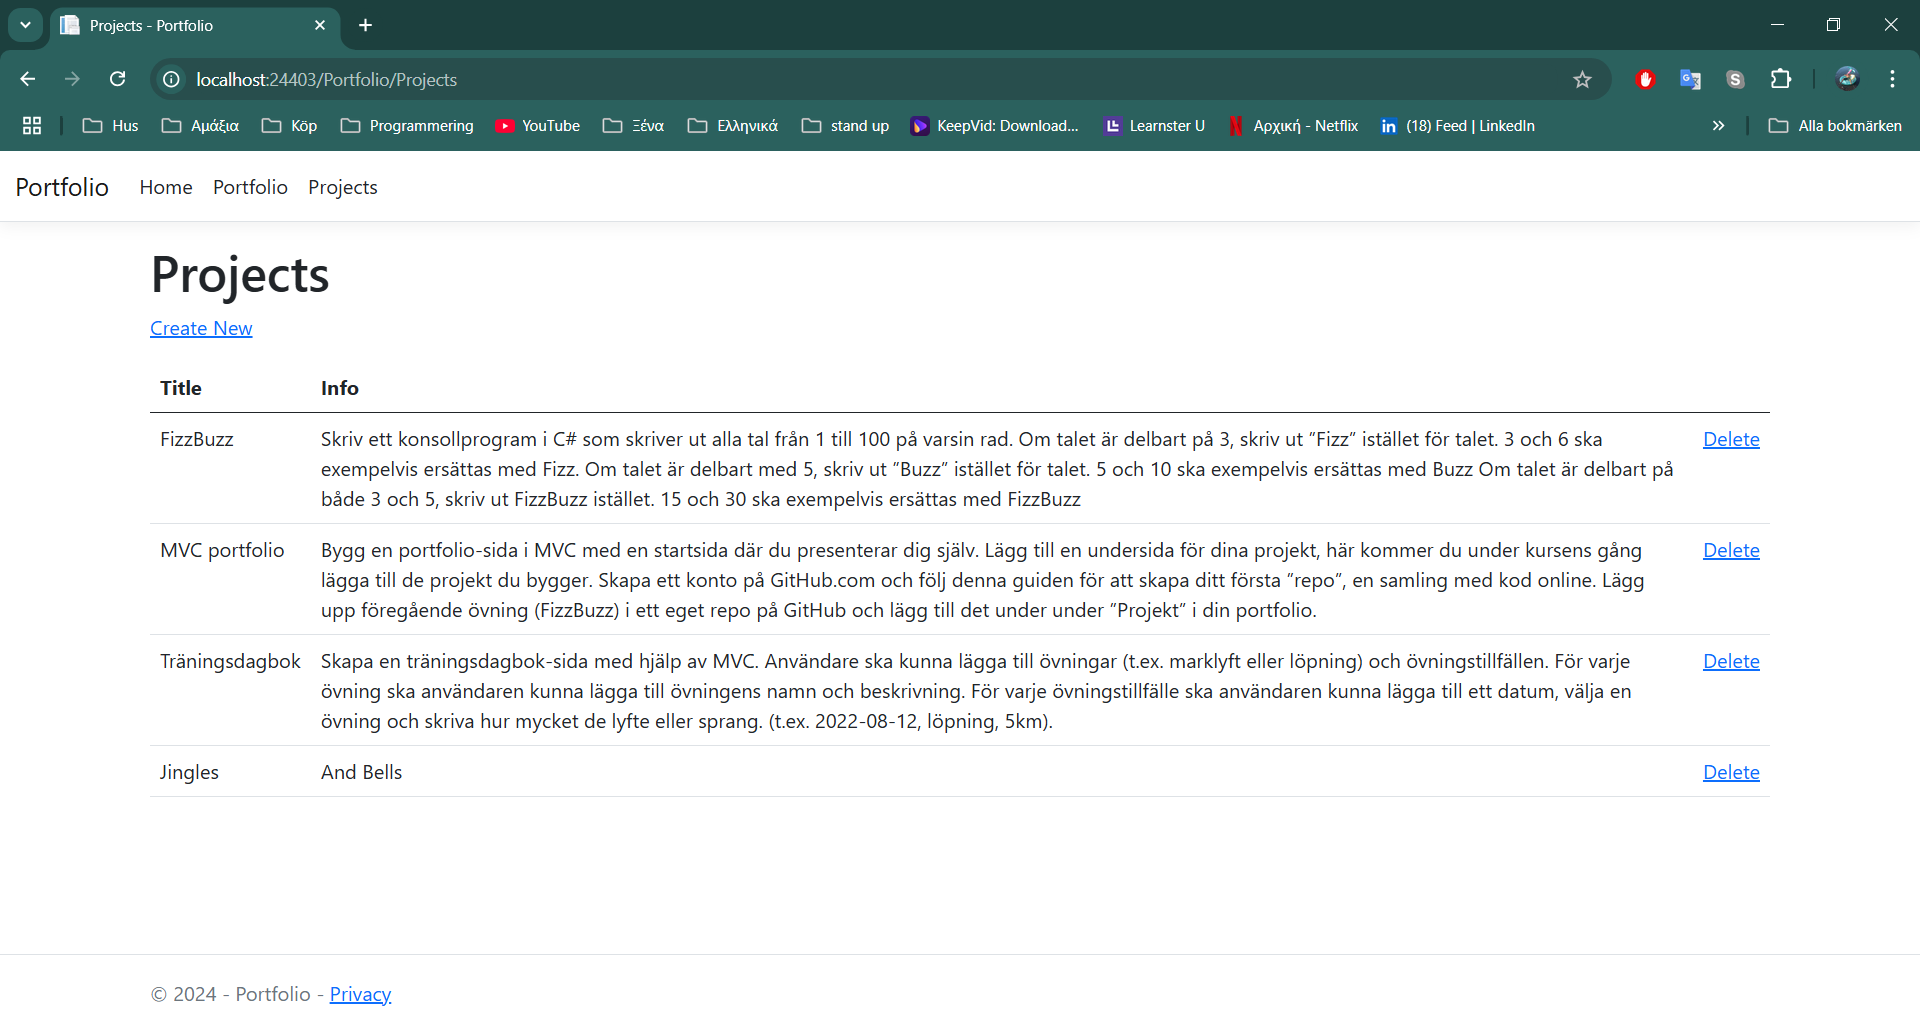 Projects - Portfolio
localhost:24403/Portfolio/Projects
Hus Αμάξια Köp Programmering YouTube Ξένα Ελληνικά stand up KeepVid: Download... Learnster U Αρχική - Netflix (18) Feed | LinkedIn Alla bokmärken
Portfolio Home Portfolio Projects
Projects
Create New
Title Info
FizzBuzz Skriv ett konsollprogram i C# som skriver ut alla tal från 1 till 100 på varsin rad. Om talet är delbart på 3, skriv ut ”Fizz” istället för talet. 3 och 6 ska Delete
exempelvis ersättas med Fizz. Om talet är delbart med 5, skriv ut ”Buzz” istället för talet. 5 och 10 ska exempelvis ersättas med Buzz Om talet är delbart på
både 3 och 5, skriv ut FizzBuzz istället. 15 och 30 ska exempelvis ersättas med FizzBuzz
MVC portfolio Bygg en portfolio-sida i MVC med en startsida där du presenterar dig själv. Lägg till en undersida för dina projekt, här kommer du under kursens gång Delete
lägga till de projekt du bygger. Skapa ett konto på GitHub.com och följ denna guiden för att skapa ditt första ”repo”, en samling med kod online. Lägg
upp föregående övning (FizzBuzz) i ett eget repo på GitHub och lägg till det under under ”Projekt” i din portfolio.
Träningsdagbok Skapa en träningsdagbok-sida med hjälp av MVC. Användare ska kunna lägga till övningar (t.ex. marklyft eller löpning) och övningstillfällen. För varje Delete
övning ska användaren kunna lägga till övningens namn och beskrivning. För varje övningstillfälle ska användaren kunna lägga till ett datum, välja en
övning och skriva hur mycket de lyfte eller sprang. (t.ex. 2022-08-12, löpning, 5km).
Jingles And Bells Delete
© 2024 - Portfolio - Privacy